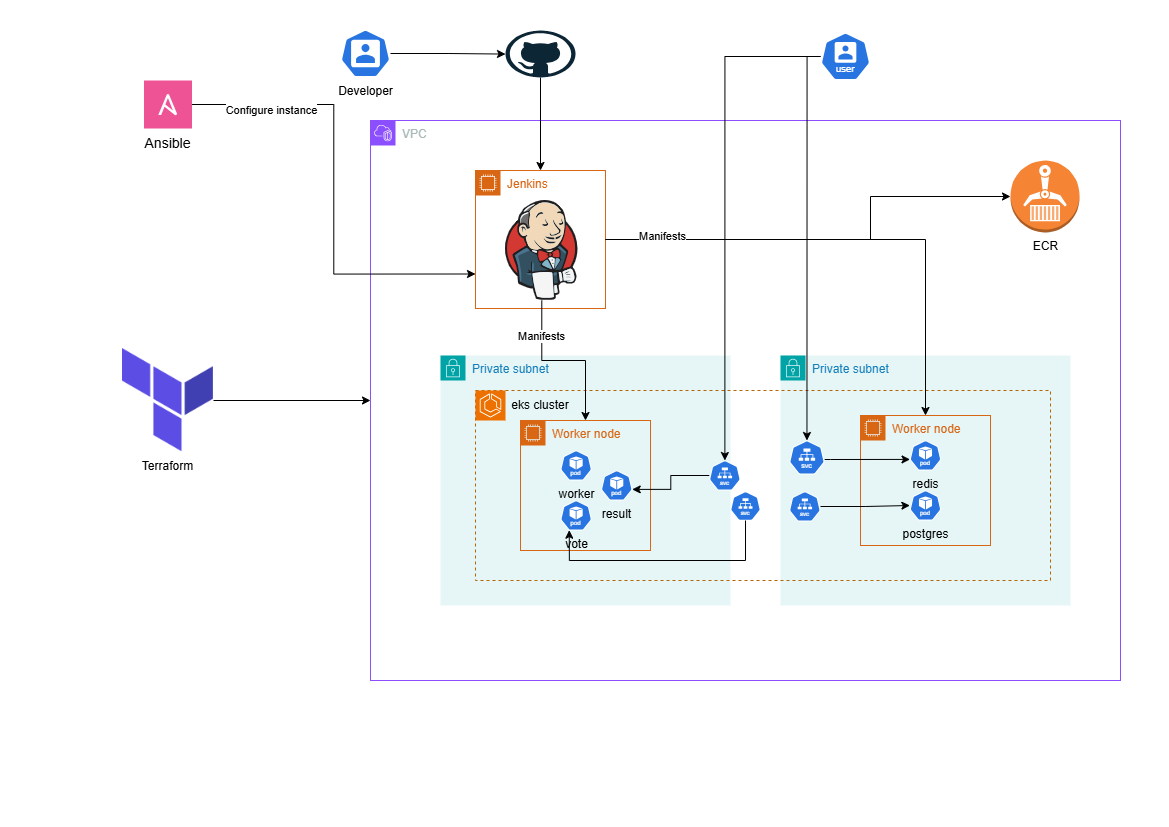 user
Developer
Configure instance
VPC
Ansible
Jenkins
Manifests
ECR
Manifests
Private subnet
Private subnet
eks cluster
Worker node
Worker node
pod
worker
pod
result
pod
vote
svc
svc
svc
svc
pod
redis
pod
postgres
Terraform